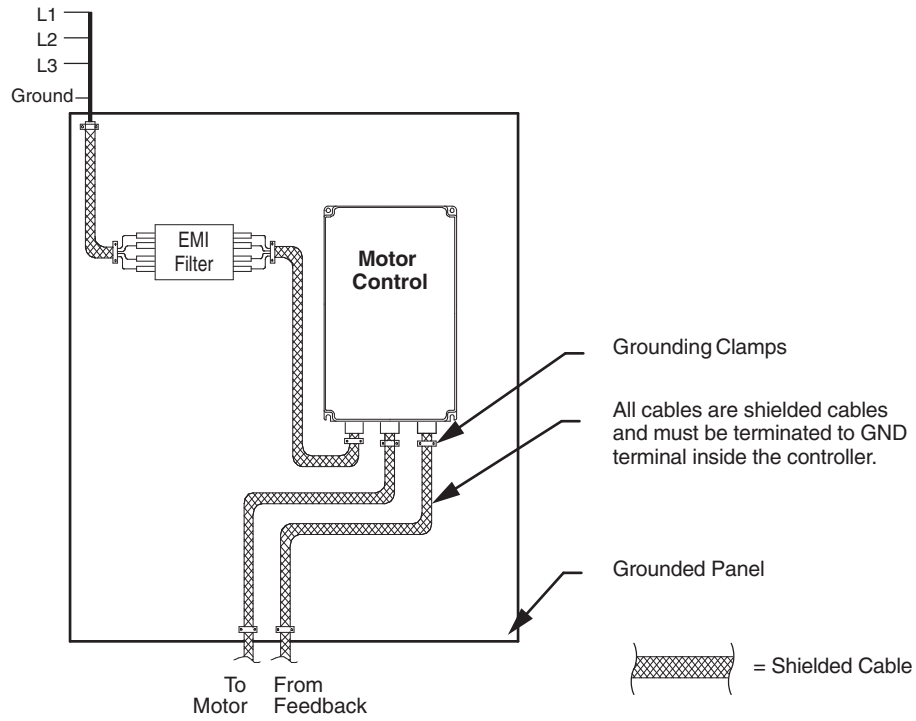 L1
L2
L3
Ground
EMI
Filter
Motor
Control
Grounding Clamps
All cables are shielded cables
and must be terminated to GND
terminal inside the controller.
Grounded Panel
= Shielded Cable
To
Motor
From
Feedback